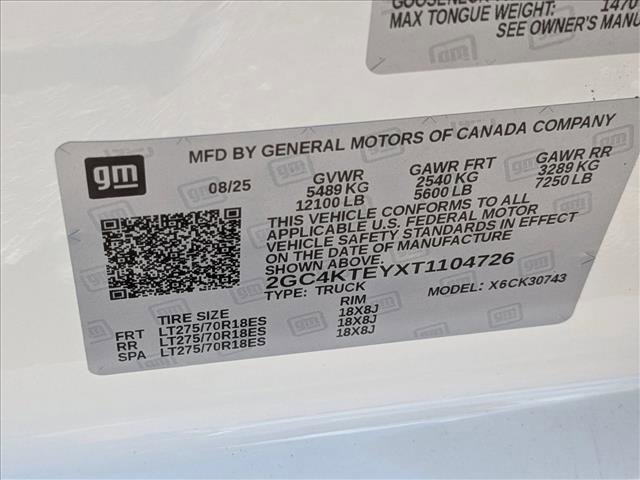 MAX TONGUE WEIGHT: 1470
SEE OWNER'S MANU
gm
MFD BY GENERAL MOTORS OF CANADA COMPANY
08/25 GVWR GAWR FRT GAWR RR
5489 KG 2540 KG 3289 KG
12100 LB 5600 LB 7250 LB
THIS VEHICLE CONFORMS TO ALL
APPLICABLE U.S. FEDERAL MOTOR
VEHICLE SAFETY STANDARDS IN EFFECT
ON THE DATE OF MANUFACTURE
SHOWN ABOVE.
2GC4KTEYXT1104726
TYPE: TRUCK MODEL: X6CK30743
TIRE SIZE RIM
FRT LT275/70R18ES 18X8J
RR LT275/70R18ES 18X8J
SPA LT275/70R18ES 18X8J